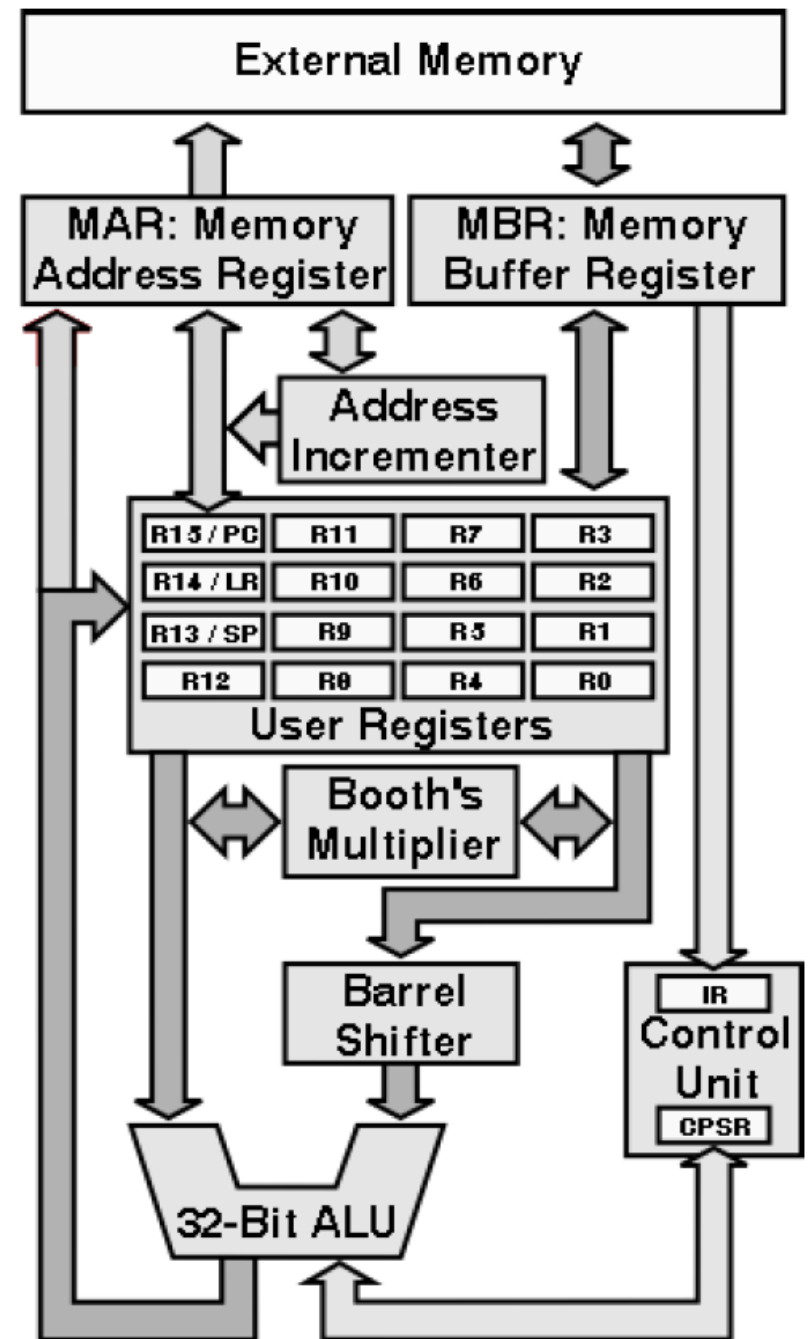 External Memory
MAR: Memory
Address Register
MBR: Memory
Buffer Register
Address
Incrementer
R15 / PC R11 R7 R3
R14 / LR R10 R6 R2
R13 / SP R9 R5 R1
R12 R8 R4 R0
User Registers
Booth's
Multiplier
Barrel
Shifter
IR
Control
Unit
CPSR
32-Bit ALU